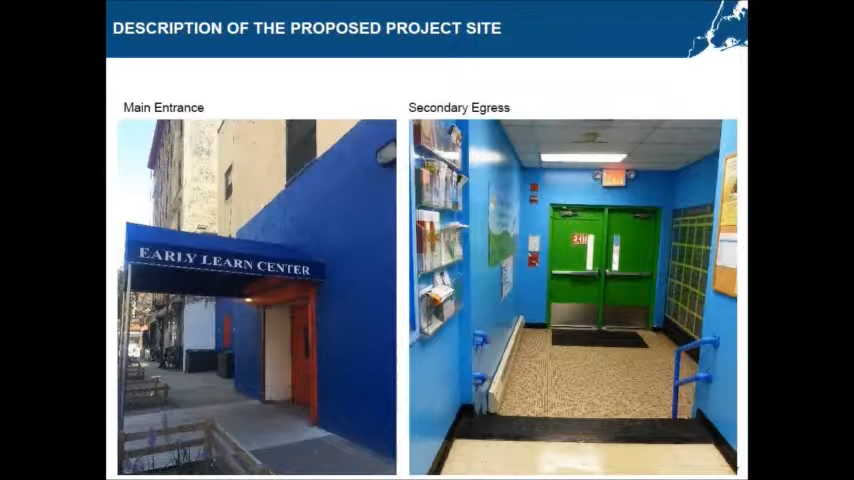 DESCRIPTION OF THE PROPOSED PROJECT SITE
Main Entrance
Secondary Egress
EARLY LEARN CENTER
EXIT